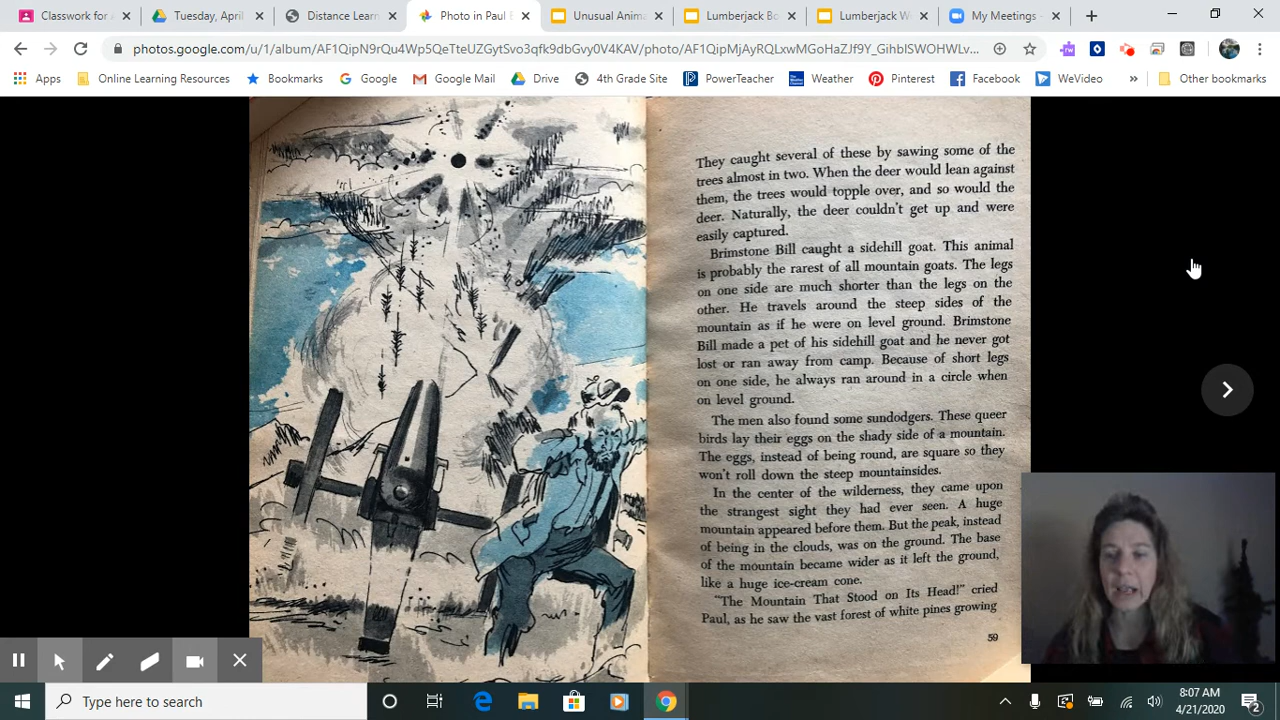 Classwork for A
Tuesday, April
Distance Learn
Photo in Paul B
Unusual Anima
Lumberjack Bo
Lumberjack W
My Meetings -
photos.google.com/u/1/album/AF1QipN9rQu4Wp5QeTteUZGytSvo3qfk9dbGvy0V4KAV/photo/AF1QipMjAyRQLxwMGoHaZJf9Y_GihbISWOHWLv...
Apps
Online Learning Resources
Bookmarks
Google
Google Mail
Drive
4th Grade Site
PowerTeacher
Weather
Pinterest
Facebook
WeVideo
»
Other bookmarks
They caught several of these by sawing some of the
trees almost in two. When the deer would lean against
them, the trees would topple over, and so would the
deer. Naturally, the deer couldn't get up and were
easily captured.
Brimstone Bill caught a sidehill goat. This animal
is probably the rarest of all mountain goats. The legs
on one side are much shorter than the legs on the
other. He travels around the steep sides of the
mountain as if he were on level ground. Brimstone
Bill made a pet of his sidehill goat and he never got
lost or ran away from camp. Because of short legs
on one side, he always ran around in a circle when
on level ground.
The men also found some sundodgers. These queer
birds lay their eggs on the shady side of a mountain.
The eggs, instead of being round, are square so they
won't roll down the steep mountainsides.
In the center of the wilderness, they came upon
the strangest sight they had ever seen. A huge
mountain appeared before them. But the peak, instead
of being in the clouds, was on the ground. The base
of the mountain became wider as it left the ground,
like a huge ice-cream cone.
"The Mountain That Stood on Its Head!" cried
Paul, as he saw the vast forest of white pines growing
59
Type here to search
8:07 AM
4/21/2020
2